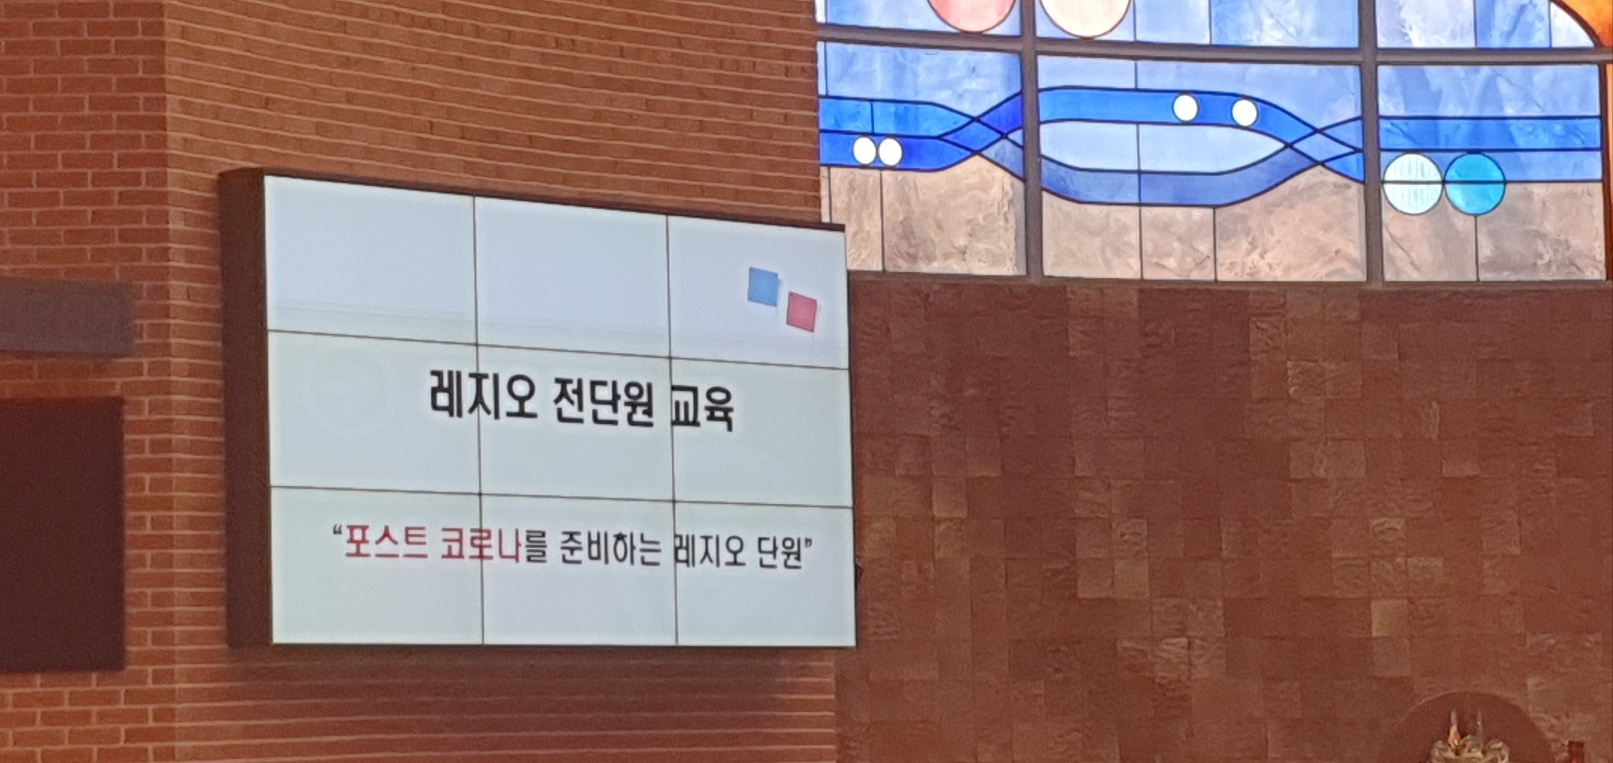 레지오 전단원 교육
“포스트 코로나를 준비하는 레지오 단원”